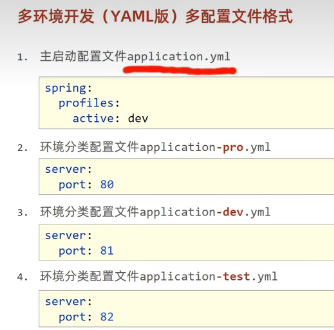 多环境开发（YAML版）多配置文件格式
1. 主启动配置文件application.yml
spring:
  profiles:
    active: dev
2. 环境分类配置文件application-pro.yml
server:
  port: 80
3. 环境分类配置文件application-dev.yml
server:
  port: 81
4. 环境分类配置文件application-test.yml
server:
  port: 82